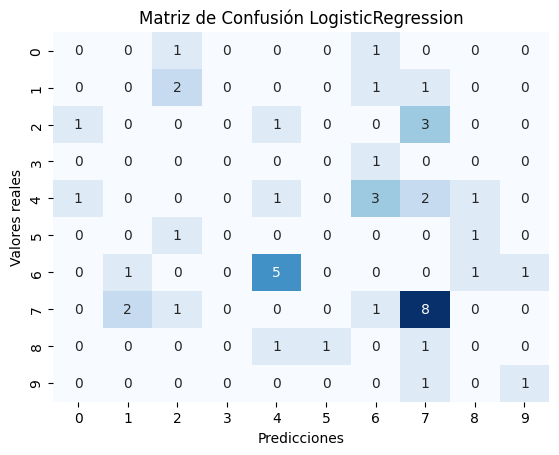 Matriz de Confusión LogisticRegression
Valores reales
0 0 0 1 0 0 0 1 0 0 0
1 0 0 2 0 0 0 1 1 0 0
2 1 0 0 0 1 0 0 3 0 0
3 0 0 0 0 0 0 1 0 0 0
4 1 0 0 0 1 0 3 2 1 0
5 0 0 1 0 0 0 0 0 1 0
6 0 1 0 0 5 0 0 0 1 1
7 0 2 1 0 0 0 1 8 0 0
8 0 0 0 0 1 1 0 1 0 0
9 0 0 0 0 0 0 0 1 0 1
0 1 2 3 4 5 6 7 8 9
Predicciones